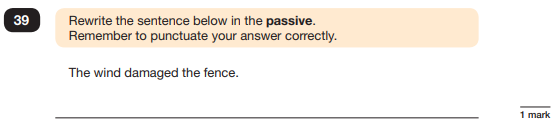 39
Rewrite the sentence below in the passive.
Remember to punctuate your answer correctly.
The wind damaged the fence.
1 mark